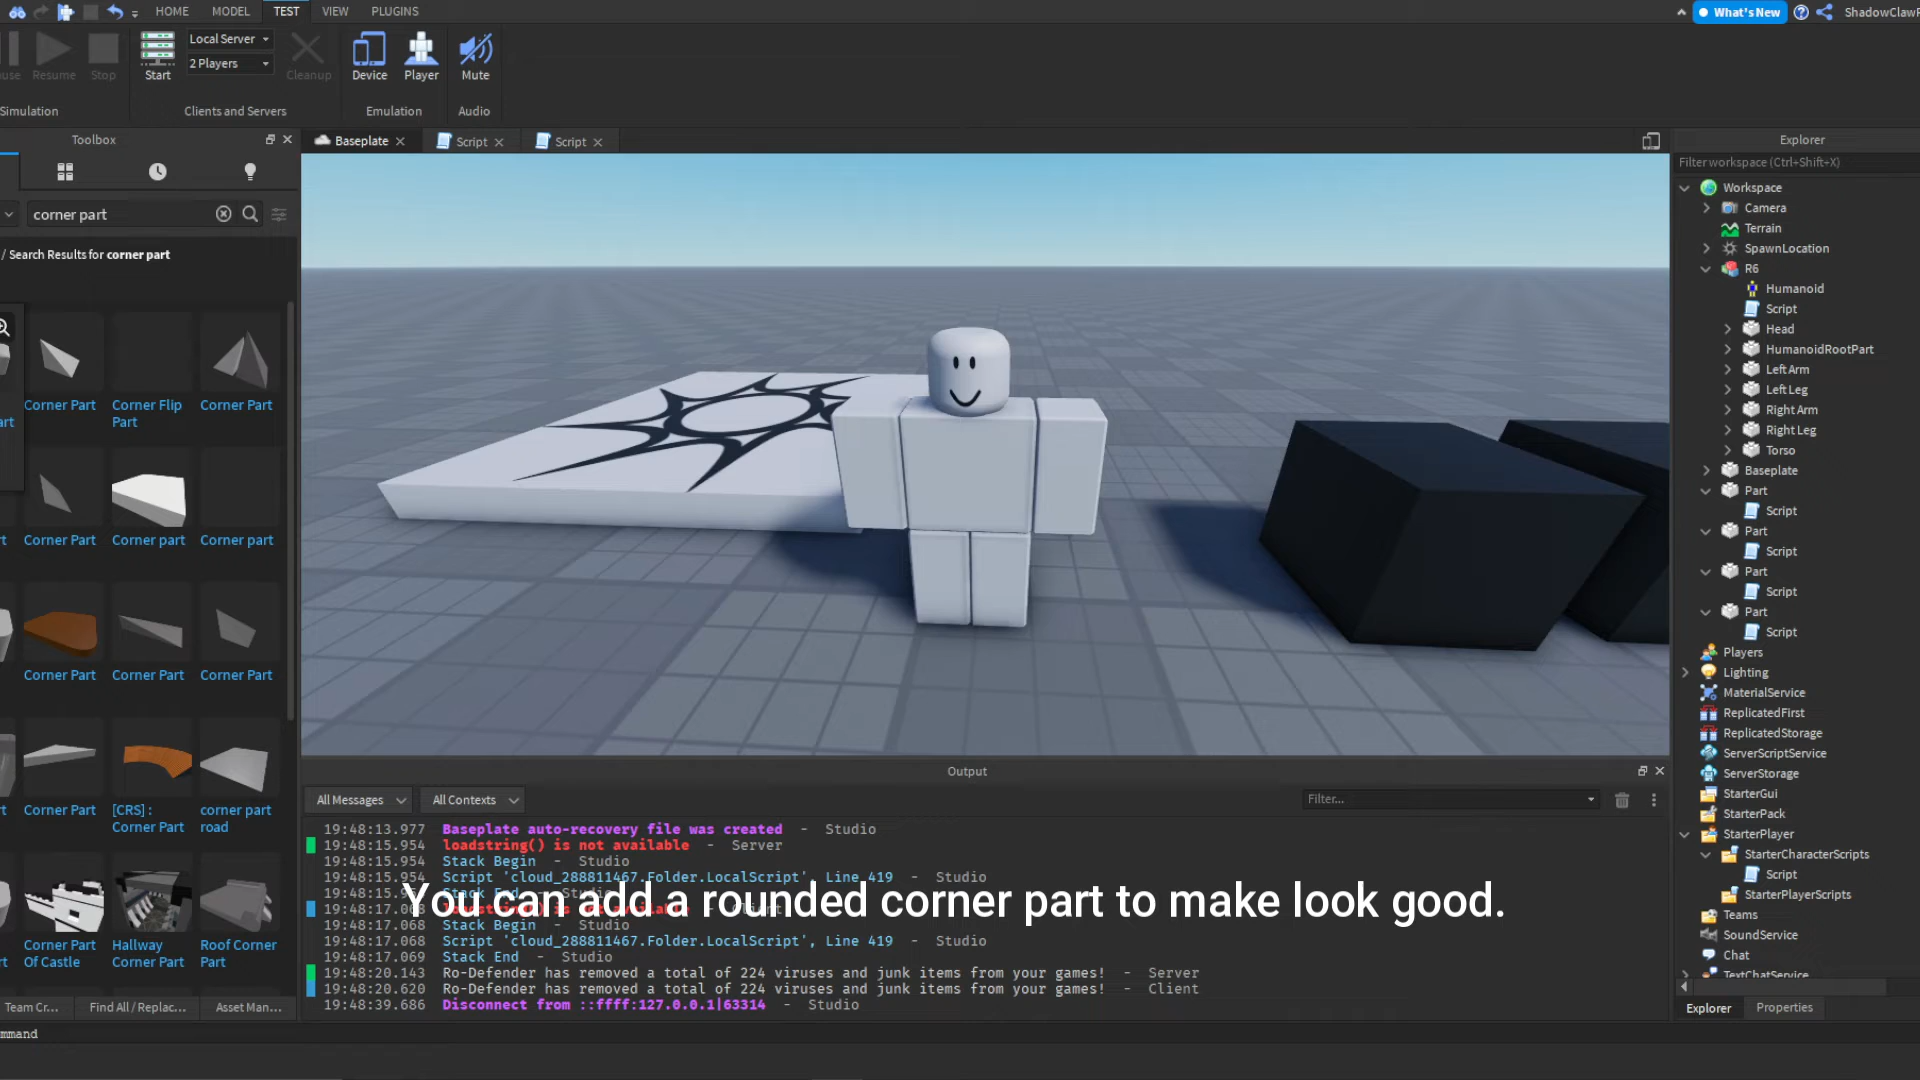 HOME MODEL TEST VIEW PLUGINS
What's New
Resume Stop
Start
Local Server
2 Players
Cleanup
Device Player
Mute
Clients and Servers
Emulation
Audio
Toolbox
Baseplate
Script
Script
Explorer
corner part
Filter workspace (Ctrl+Shift+X)
/ Search Results for corner part
Corner Part
Corner Flip Part
Corner Part
Corner Part
Corner part
Corner part
Corner Part
Corner Part
Corner Part
Corner Part
[CRS] : Corner Part
corner part road
Corner Part Of Castle
Hallway Corner Part
Roof Corner Part
Team Cr...
Find All / Replac...
Asset Man...
Workspace
Camera
Terrain
SpawnLocation
R6
Humanoid
Script
Head
HumanoidRootPart
Left Arm
Left Leg
Right Arm
Right Leg
Torso
Baseplate
Part
Script
Part
Script
Part
Script
Part
Script
Players
Lighting
MaterialService
ReplicatedFirst
ReplicatedStorage
ServerScriptService
ServerStorage
StarterGui
StarterPack
StarterPlayer
StarterCharacterScripts
Script
StarterPlayerScripts
Teams
SoundService
Chat
TextChatService
Explorer
Properties
Output
All Messages
All Contexts
Filter...
19:48:13.977 Baseplate auto-recovery file was created - Studio
19:48:15.954 loadstring() is not available - Server
19:48:15.954 Stack Begin - Studio
19:48:15.954 Script 'cloud_288811467.Folder.LocalScript', Line 419 - Studio
You can add a rounded corner part to make look good.
19:48:17.068 Stack Begin - Studio
19:48:17.068 Script 'cloud_288811467.Folder.LocalScript', Line 419 - Studio
19:48:17.069 Stack End - Studio
19:48:20.143 Ro-Defender has removed a total of 224 viruses and junk items from your games! - Server
19:48:20.620 Ro-Defender has removed a total of 224 viruses and junk items from your games! - Client
19:48:39.686 Disconnect from ::ffff:127.0.0.1|63314 - Studio